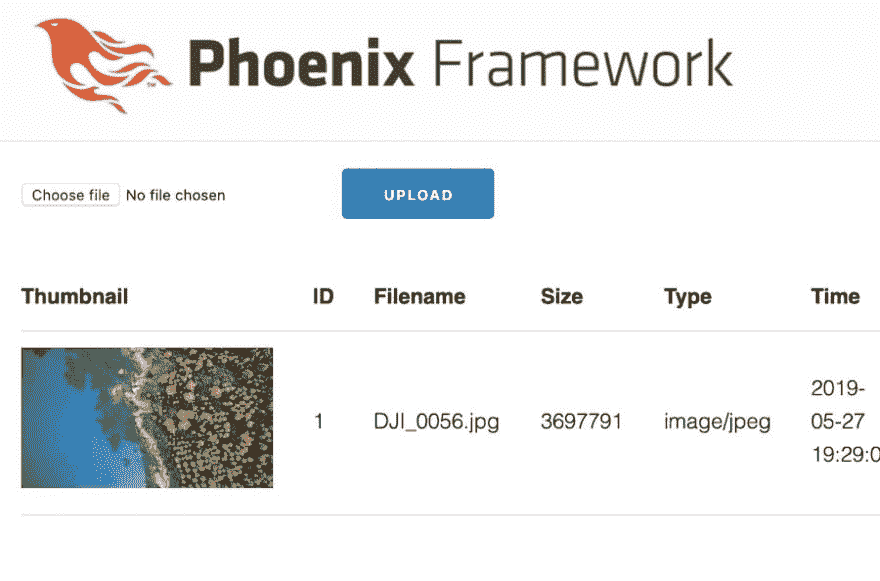 Phoenix Framework
TM
Choose file No file chosen UPLOAD
Thumbnail ID Filename Size Type Time
1 DJI_0056.jpg 3697791 image/jpeg 2019-
05-27
19:29:0